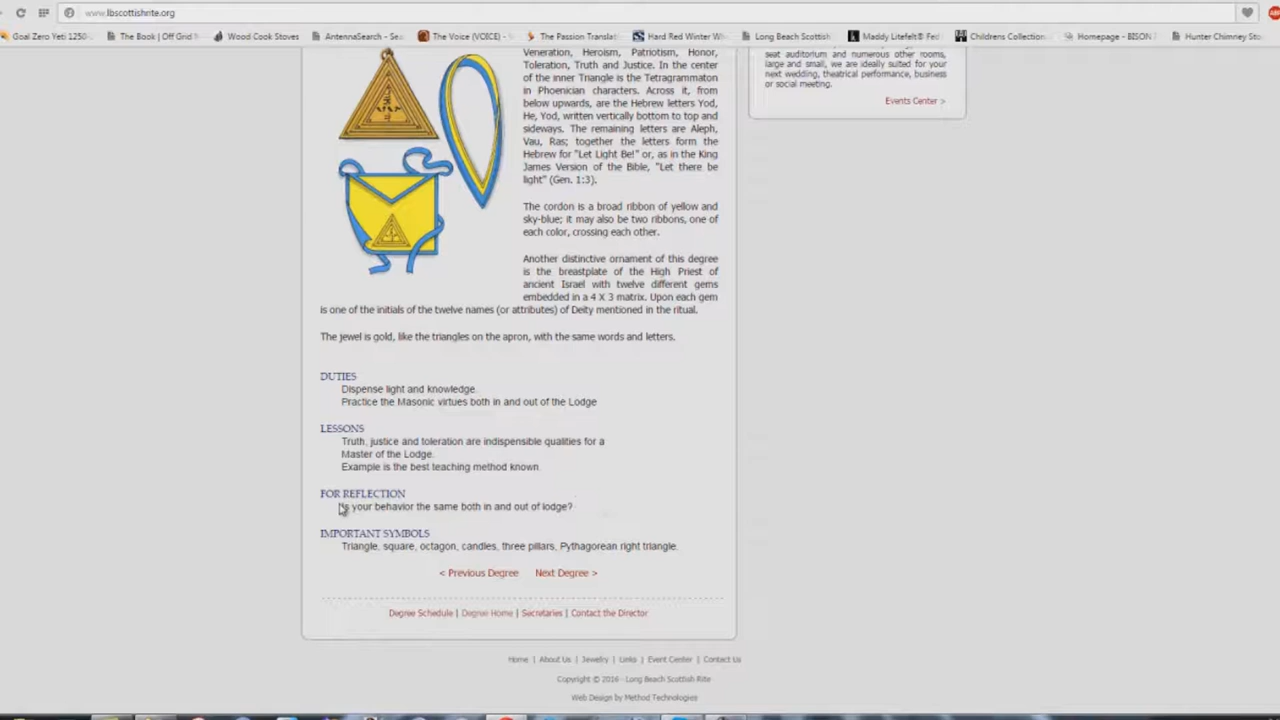 www.lbscottishrite.org
Goal Zero Yeti 1250 The Book | Off Grid Wood Cook Stoves AntennaSearch - Se The Voice (VOICE) - The Passion Translat Hard Red Winter W Long Beach Scottish Maddy Litefelt® Fed Childrens Collection Homepage - BISON Hunter Chimney Sto
Veneration, Heroism, Patriotism, Honor,
Toleration, Truth and Justice. In the center
of the inner Triangle is the Tetragrammaton
in Phoenician characters. Across it, from
below upwards, are the Hebrew letters Yod,
He, Yod, written vertically bottom to top and
sideways. The remaining letters are Aleph,
Vau, Ras; together the letters form the
Hebrew for "Let Light Be!" or, as in the King
James Version of the Bible, "Let there be
light" (Gen. 1:3).
The cordon is a broad ribbon of yellow and
sky-blue; it may also be two ribbons, one of
each color, crossing each other.
Another distinctive ornament of this degree
is the breastplate of the High Priest of
ancient Israel with twelve different gems
embedded in a 4 X 3 matrix. Upon each gem
is one of the initials of the twelve names (or attributes) of Deity mentioned in the ritual.
The jewel is gold, like the triangles on the apron, with the same words and letters.
DUTIES
Dispense light and knowledge.
Practice the Masonic virtues both in and out of the Lodge
LESSONS
Truth, justice and toleration are indispensible qualities for a
Master of the Lodge.
Example is the best teaching method known.
FOR REFLECTION
Is your behavior the same both in and out of lodge?
IMPORTANT SYMBOLS
Triangle, square, octagon, candles, three pillars, Pythagorean right triangle.
< Previous Degree Next Degree >
Degree Schedule | Degree Home | Secretaries | Contact the Director
seat auditorium and numerous other rooms,
large and small, we are ideally suited for your
next wedding, theatrical performance, business
or social meeting.
Events Center >
Home | About Us | Jewelry | Links | Event Center | Contact Us
Copyright © 2016 - Long Beach Scottish Rite
Web Design by Method Technologies